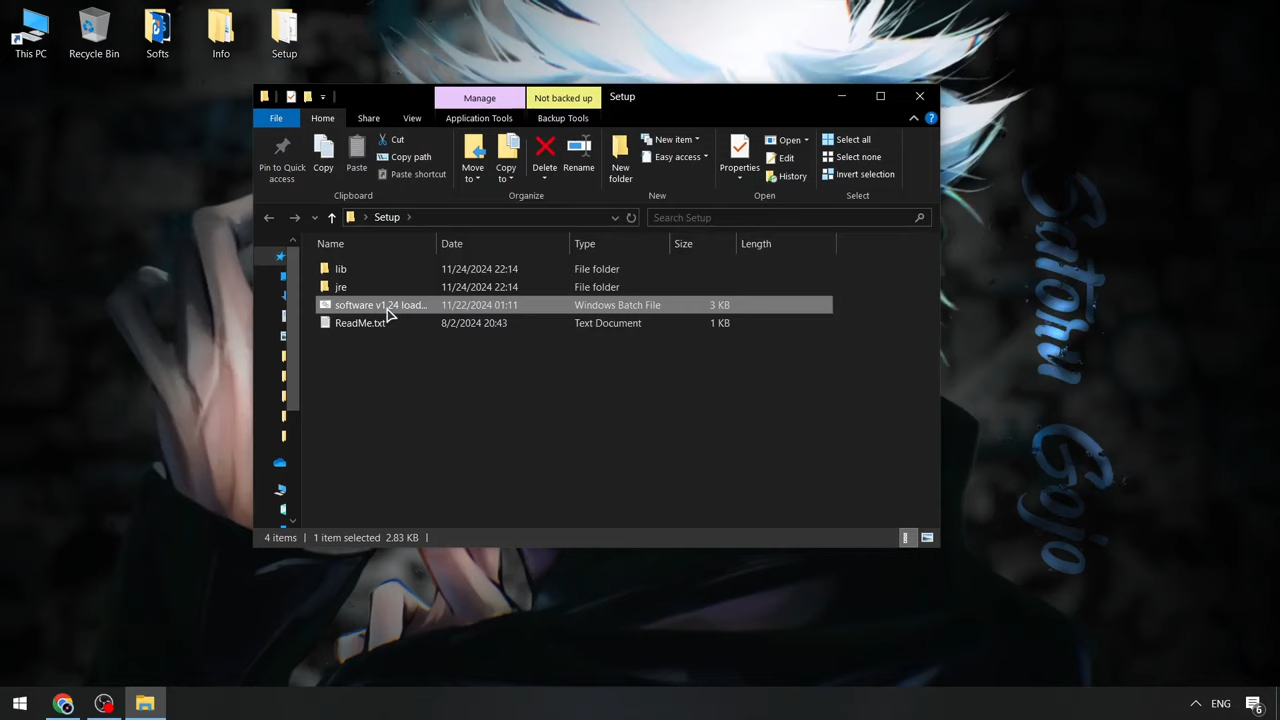 This PC
Recycle Bin
Softs
Info
Setup
Manage
Not backed up
Setup
File
Home
Share
View
Application Tools
Backup Tools
Pin to Quick access
Copy
Paste
Cut
Copy path
Paste shortcut
Move to
Copy to
Delete
Rename
New folder
New item
Easy access
Properties
Open
Edit
History
Select all
Select none
Invert selection
Clipboard
Organize
New
Open
Select
Setup
Search Setup
Name Date Type Size Length
lib 11/24/2024 22:14 File folder
jre 11/24/2024 22:14 File folder
software v1.24 load... 11/22/2024 01:11 Windows Batch File 3 KB
ReadMe.txt 8/2/2024 20:43 Text Document 1 KB
4 items 1 item selected 2.83 KB
Satoru Gojo
ENG
6